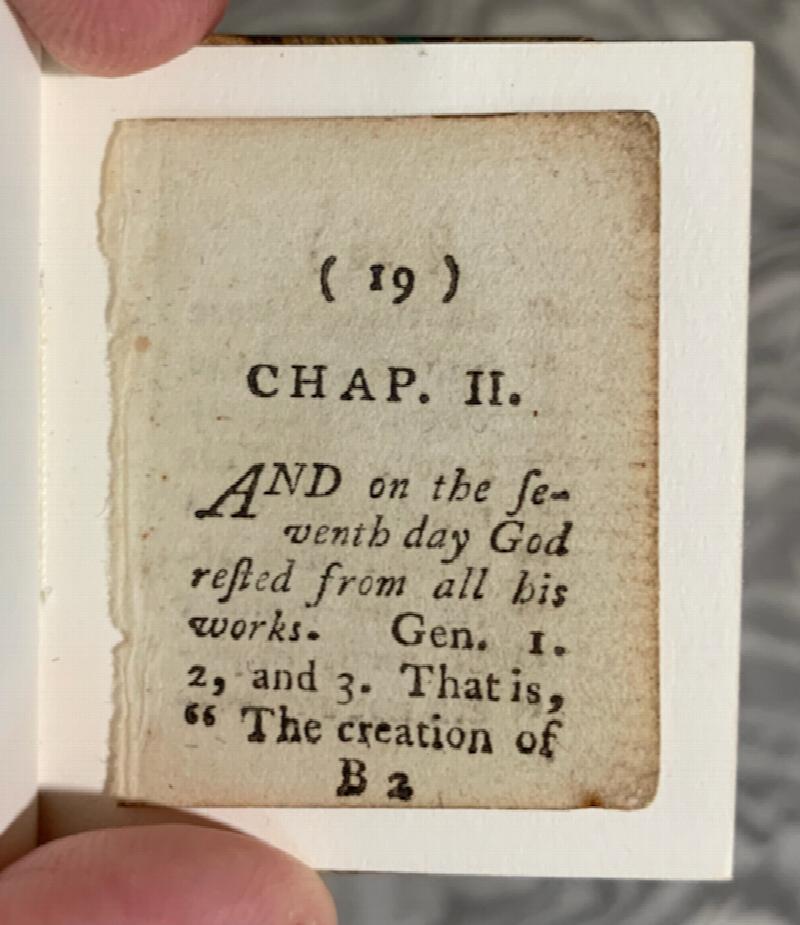 ( 19 )
CHAP. II.
AND on the ſe-
venth day God
reſted from all his
works. Gen. 1.
2, and 3. That is,
“ The creation of
B 2